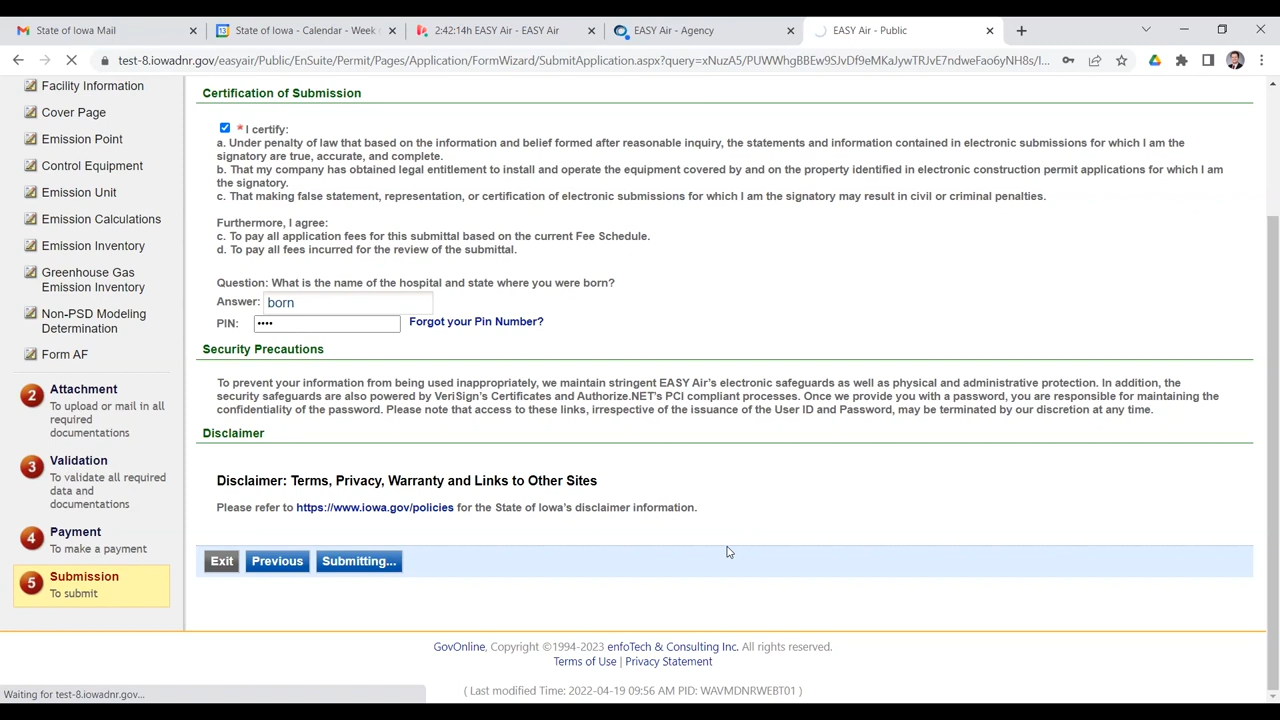 State of Iowa Mail
State of Iowa - Calendar - Week
2:42:14h EASY Air - EASY Air
EASY Air - Agency
EASY Air - Public
test-8.iowadnr.gov/easyair/Public/EnSuite/Permit/Pages/Application/FormWizard/SubmitApplication.aspx?query=xNuzA5/PUWWhgBBEw9SJvDf9eMKaJywTRJvE7ndweFao6yNH8s/I...
Facility Information
Cover Page
Emission Point
Control Equipment
Emission Unit
Emission Calculations
Emission Inventory
Greenhouse Gas
Emission Inventory
Non-PSD Modeling
Determination
Form AF
2 Attachment
To upload or mail in all
required
documentations
3 Validation
To validate all required
data and
documentations
4 Payment
To make a payment
5 Submission
To submit
Certification of Submission
* I certify:
a. Under penalty of law that based on the information and belief formed after reasonable inquiry, the statements and information contained in electronic submissions for which I am the
signatory are true, accurate, and complete.
b. That my company has obtained legal entitlement to install and operate the equipment covered by and on the property identified in electronic construction permit applications for which I am
the signatory.
c. That making false statement, representation, or certification of electronic submissions for which I am the signatory may result in civil or criminal penalties.
Furthermore, I agree:
c. To pay all application fees for this submittal based on the current Fee Schedule.
d. To pay all fees incurred for the review of the submittal.
Question: What is the name of the hospital and state where you were born?
Answer: born
PIN: •••• Forgot your Pin Number?
Security Precautions
To prevent your information from being used inappropriately, we maintain stringent EASY Air's electronic safeguards as well as physical and administrative protection. In addition, the
security safeguards are also powered by VeriSign's Certificates and Authorize.NET's PCI compliant processes. Once we provide you with a password, you are responsible for maintaining the
confidentiality of the password. Please note that access to these links, irrespective of the issuance of the User ID and Password, may be terminated by our discretion at any time.
Disclaimer
Disclaimer: Terms, Privacy, Warranty and Links to Other Sites
Please refer to https://www.iowa.gov/policies for the State of Iowa's disclaimer information.
Exit Previous Submitting...
GovOnline, Copyright ©1994-2023 enfoTech & Consulting Inc. All rights reserved.
Terms of Use | Privacy Statement
( Last modified Time: 2022-04-19 09:56 AM PID: WAVMDNRWEBT01 )
Waiting for test-8.iowadnr.gov...